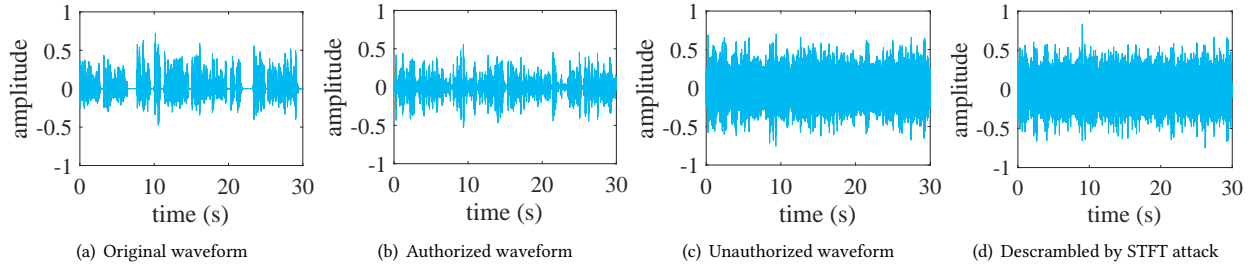 1
0.5
0
-0.5
-1
amplitude
0 10 20 30
time (s)
(a) Original waveform
1
0.5
0
-0.5
-1
amplitude
0 10 20 30
time (s)
(b) Authorized waveform
1
0.5
0
-0.5
-1
amplitude
0 10 20 30
time (s)
(c) Unauthorized waveform
1
0.5
0
-0.5
-1
amplitude
0 10 20 30
time (s)
(d) Descrambled by STFT attack